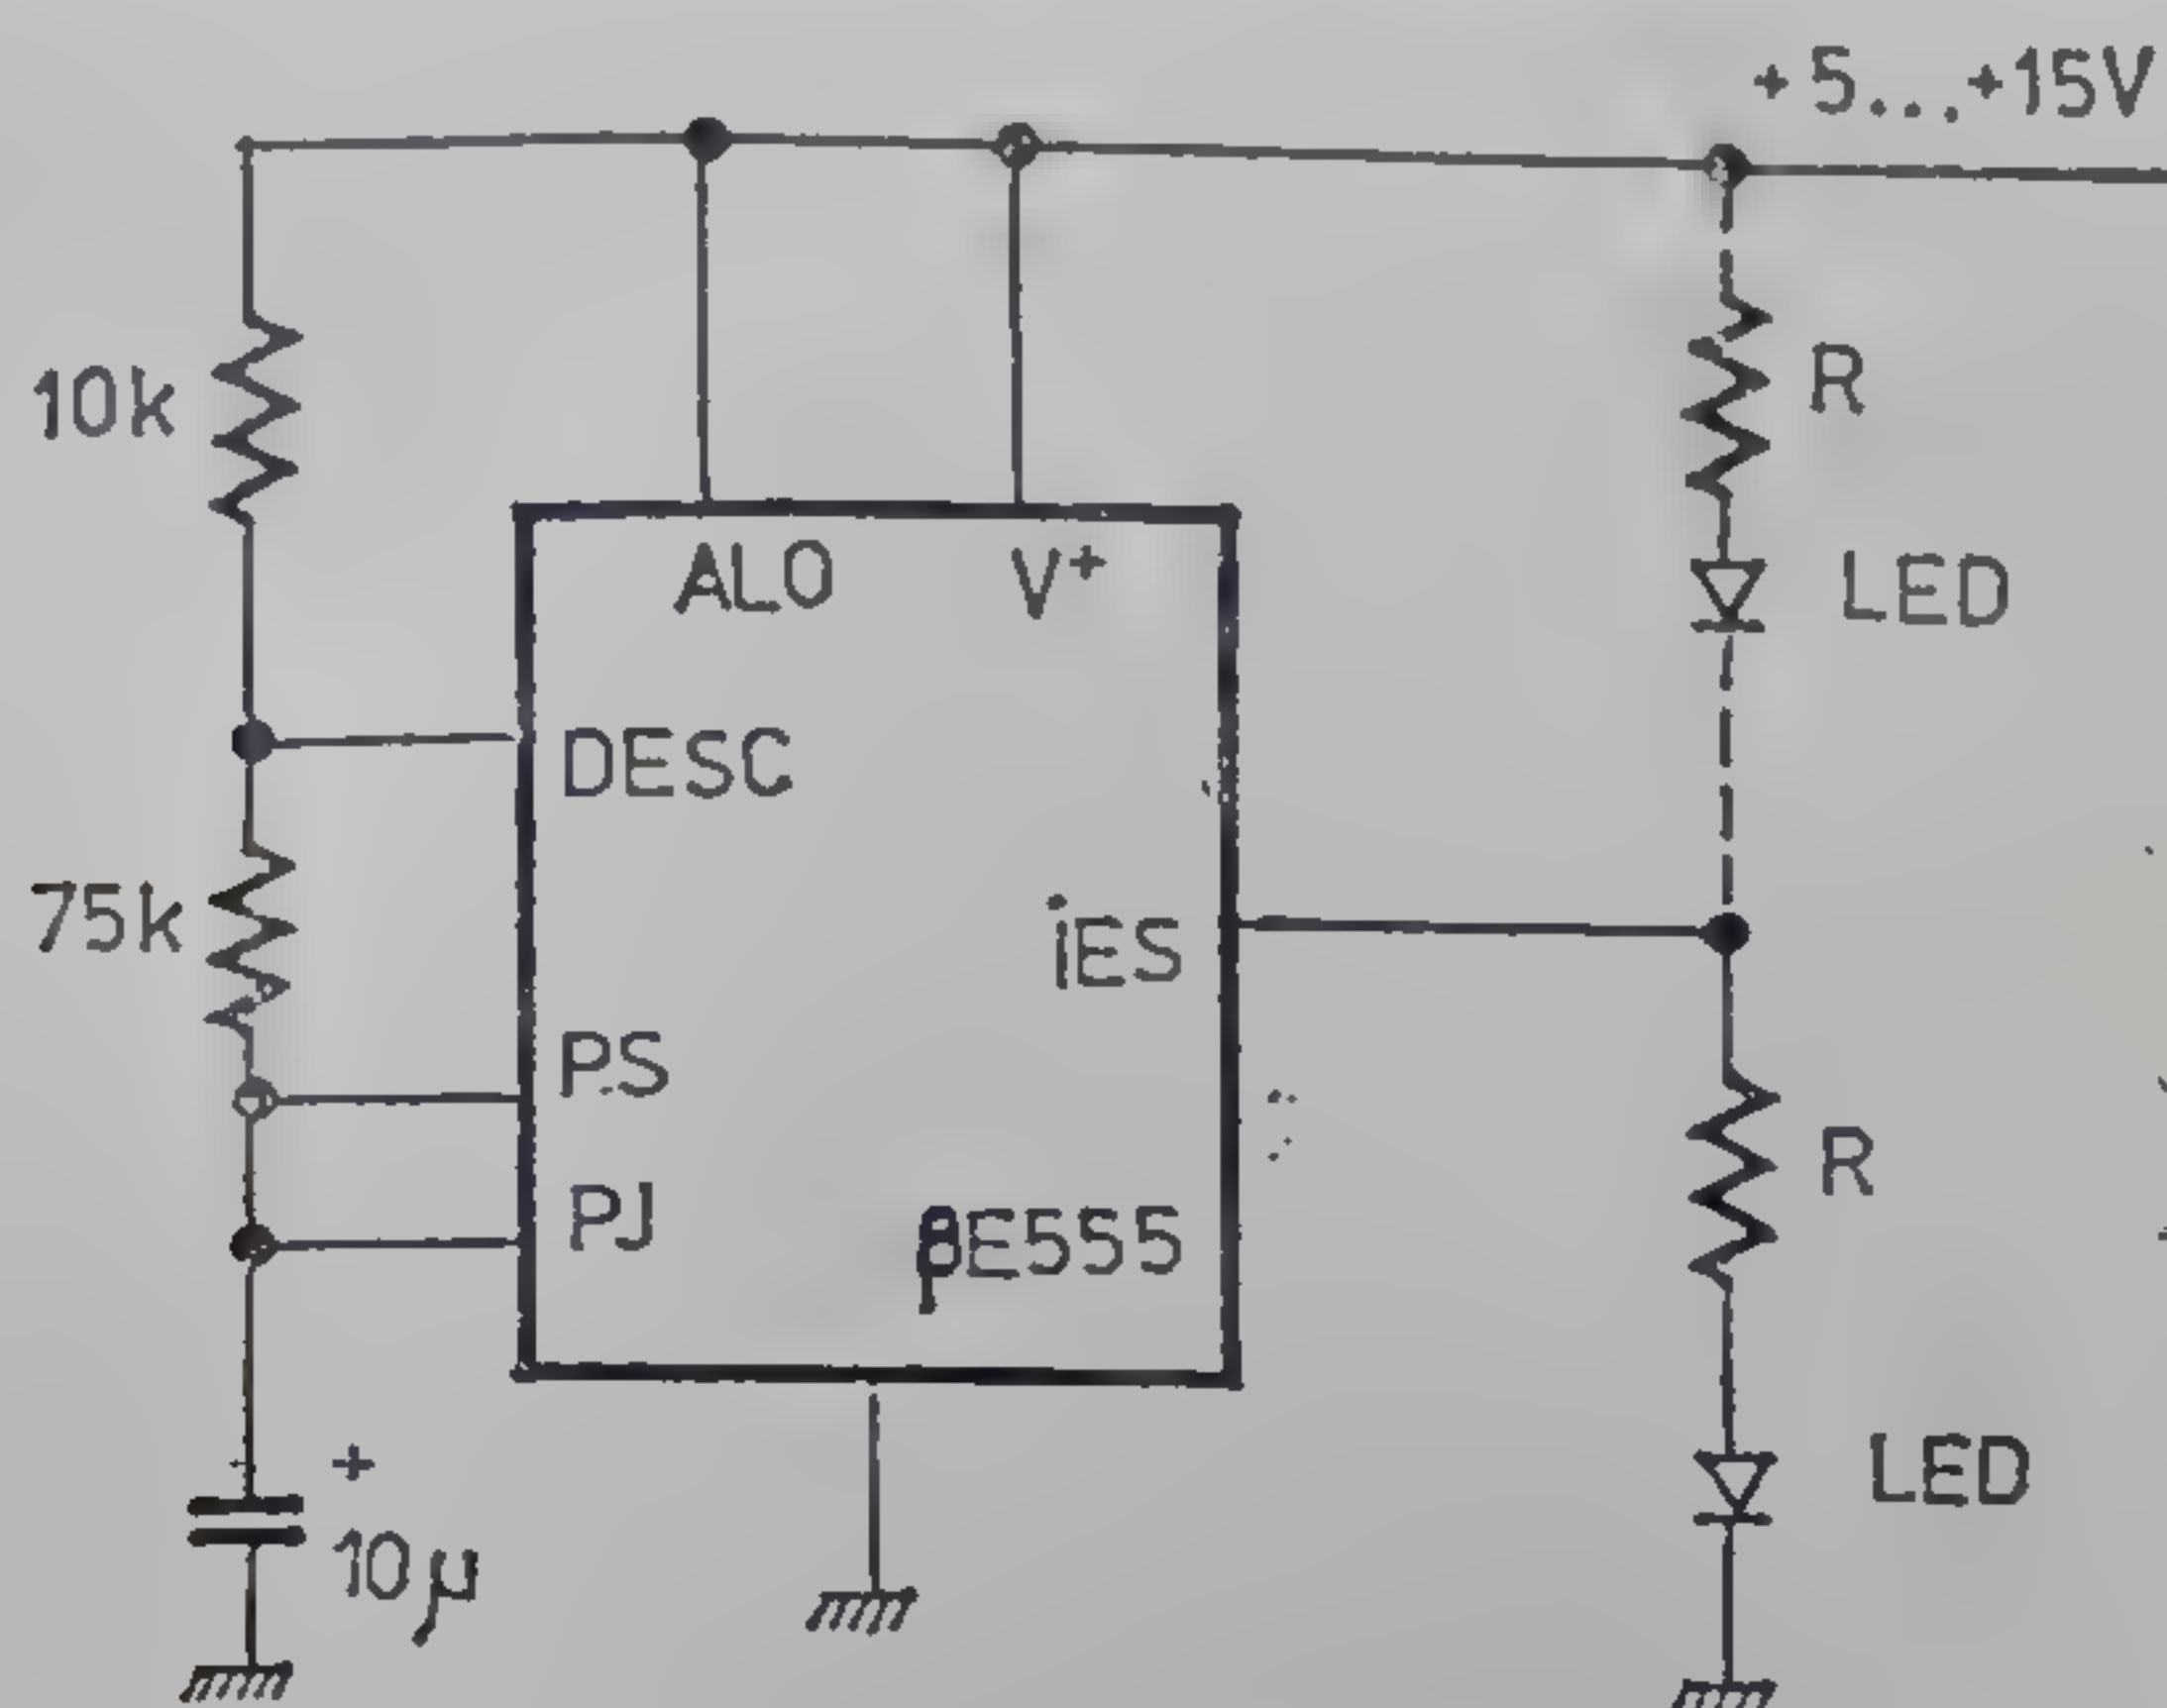 +5...+15V
10k
R
ALO
V+
LED
DESC
75k
iES
PS
PJ
R
βE555
+
LED
10µ